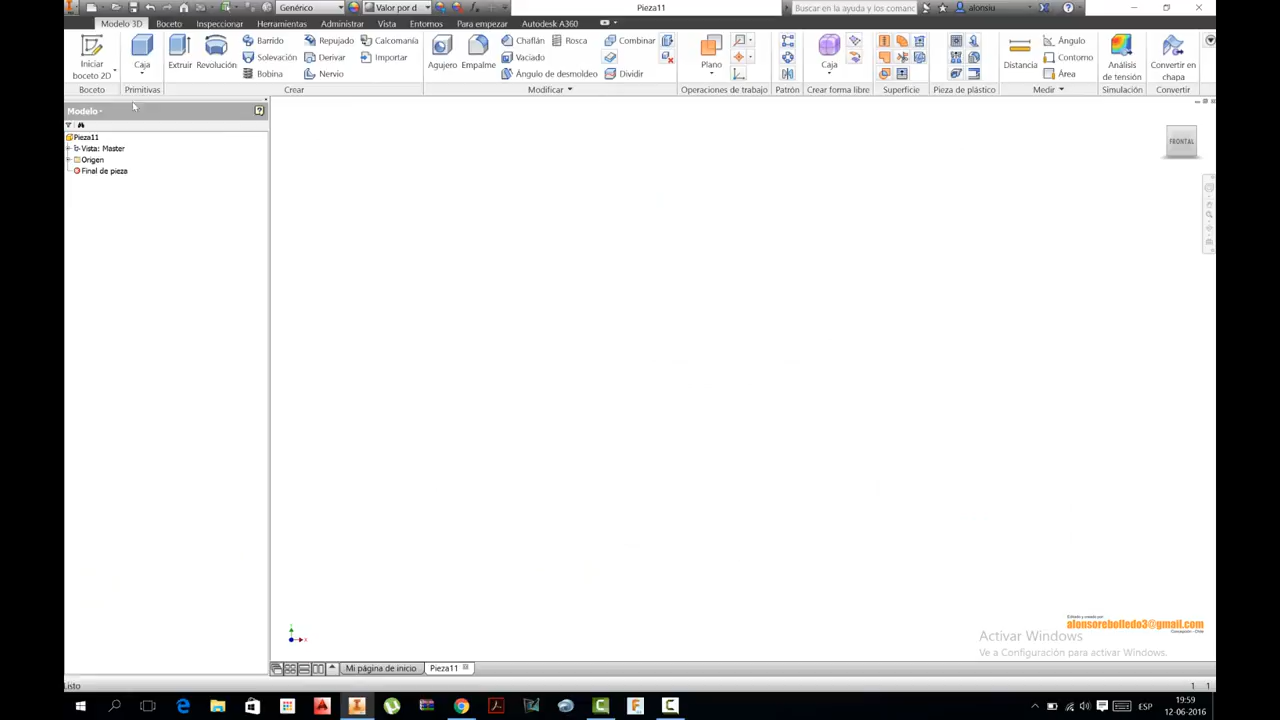 Genérico
Valor por d
Pieza11
Buscar en la ayuda y los comanc
alonsiu
Modelo 3D
Boceto
Inspeccionar
Herramientas
Administrar
Vista
Entornos
Para empezar
Autodesk A360
Iniciar
boceto 2D
Caja
Extruir
Revolución
Barrido
Solevación
Bobina
Repujado
Derivar
Nervio
Calcomanía
Importar
Agujero
Empalme
Chaflán
Vaciado
Ángulo de desmoldeo
Rosca
Combinar
Dividir
Plano
Caja
Distancia
Ángulo
Contorno
Área
Análisis
de tensión
Convertir en
chapa
Boceto
Primitivas
Crear
Modificar
Operaciones de trabajo
Patrón
Crear forma libre
Superficie
Pieza de plástico
Medir
Simulación
Convertir
Modelo
Pieza11
Vista: Master
Origen
Final de pieza
FRONTAL
alonsorebolledo3@gmail.com
Concepcion - Chile
Activar Windows
Ve a Configuración para activar Windows.
Mi página de inicio
Pieza11
Listo
1 1
ESP
19:59
12-06-2016